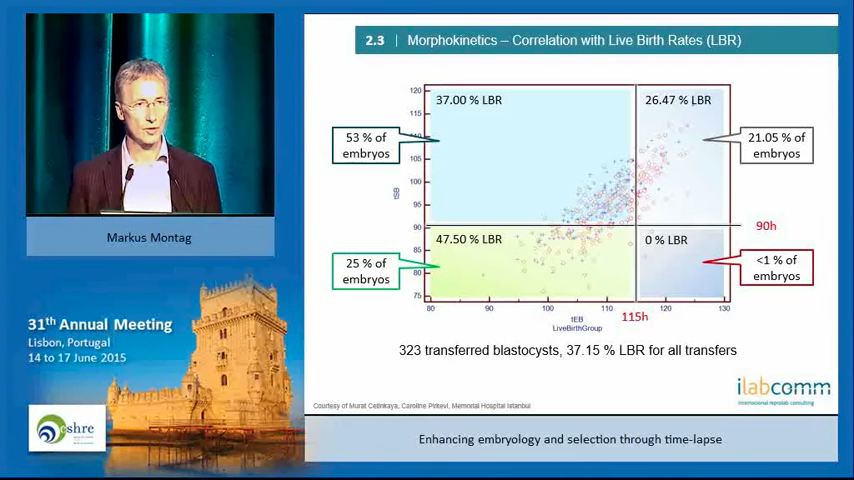 2.3 | Morphokinetics – Correlation with Live Birth Rates (LBR)
37.00 % LBR
26.47 % LBR
53 % of
embryos
21.05 % of
embryos
47.50 % LBR
0 % LBR
25 % of
embryos
<1 % of
embryos
90h
115h
120
115
110
105
100
95
90
85
80
75
tSB
80
90
100
110
120
130
tEB
LiveBirthGroup
323 transferred blastocysts, 37.15 % LBR for all transfers
ilabcomm
international reprolab consulting
Courtesy of Murat Cetinkaya, Caroline Pirkevi, Memorial Hospital Istanbul
Enhancing embryology and selection through time-lapse
Markus Montag
31th Annual Meeting
Lisbon, Portugal
14 to 17 June 2015
eshre